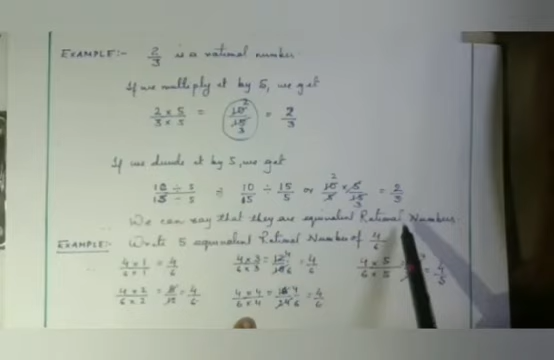 EXAMPLE:- 2/3 is a rational number.
If we multiply it by 5, we get
2 × 5 / 3 × 5 = 10/15 = 2/3
If we divide it by 5, we get
10 ÷ 5 / 15 ÷ 5 = 10/5 ÷ 15/5 or 10/5 × 5/15 = 2/3
We can say that they are equivalent Rational Numbers.
EXAMPLE:- Write 5 equivalent Rational Number of 4/6
4 × 1 / 6 × 1 = 4/6 4 × 3 / 6 × 3 = 12/18 = 4/6 4 × 5 / 6 × 5 =
4 × 2 / 6 × 2 = 8/12 = 4/6 4 × 4 / 6 × 4 = 16/24 = 4/6